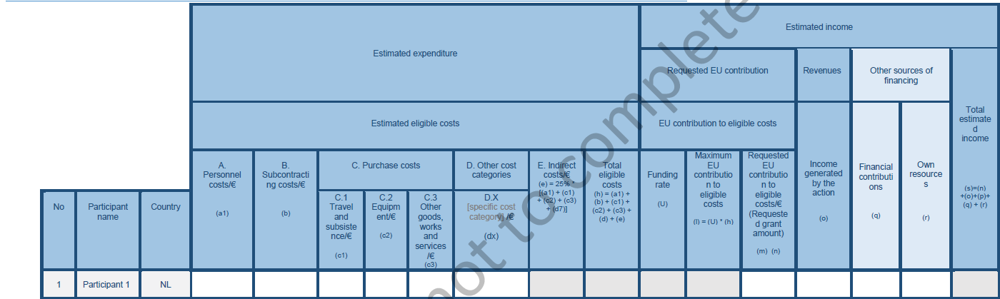 Estimated expenditure
Estimated income
Requested EU contribution
Revenues
Other sources of
financing
Estimated eligible costs
EU contribution to eligible costs
Total
estimate
d
income
(s)=(n)
+(o)+(p)+
(q) + (r)
No
Participant
name
Country
A.
Personnel
costs/€
(a1)
B.
Subcontracti
ng costs/€
(b)
C. Purchase costs
C.1
Travel
and
subsiste
nce/€
(c1)
C.2
Equipm
ent/€
(c2)
C.3
Other
goods,
works
and
services
/€
(c3)
D. Other cost
categories
D.X
[specific cost
category] /€
(dx)
E. Indirect
costs/€
(e) = 25% *
[(a1) + (c1)
+ (c2) + (c3)
+ (d7)]
Total
eligible
costs
(h) = (a1) +
(b) + (c1) +
(c2) + (c3) +
(d) + (e)
Funding
rate
(U)
Maximum
EU
contributio
n to
eligible
costs
(l) = (U) * (h)
Requested
EU
contributio
n to
eligible
costs/€
(Requeste
d grant
amount)
(m) (n)
Income
generated
by the
action
(o)
Financial
contributi
ons
(q)
Own
resource
s
(r)
1
Participant 1
NL
not to complete